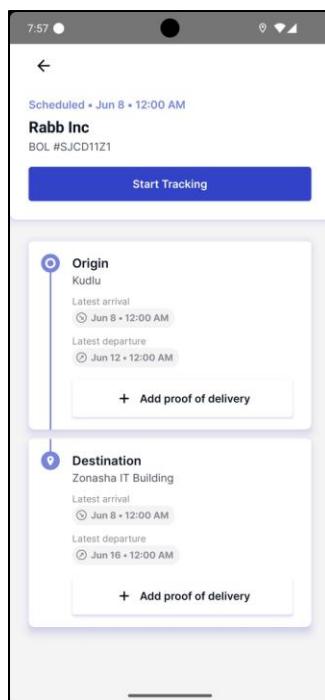 7:57
Scheduled • Jun 8 • 12:00 AM
Rabb Inc
BOL #SJCD11Z1
Start Tracking
Origin
Kudlu
Latest arrival
Jun 8 • 12:00 AM
Latest departure
Jun 12 • 12:00 AM
+ Add proof of delivery
Destination
Zonasha IT Building
Latest arrival
Jun 8 • 12:00 AM
Latest departure
Jun 16 • 12:00 AM
+ Add proof of delivery